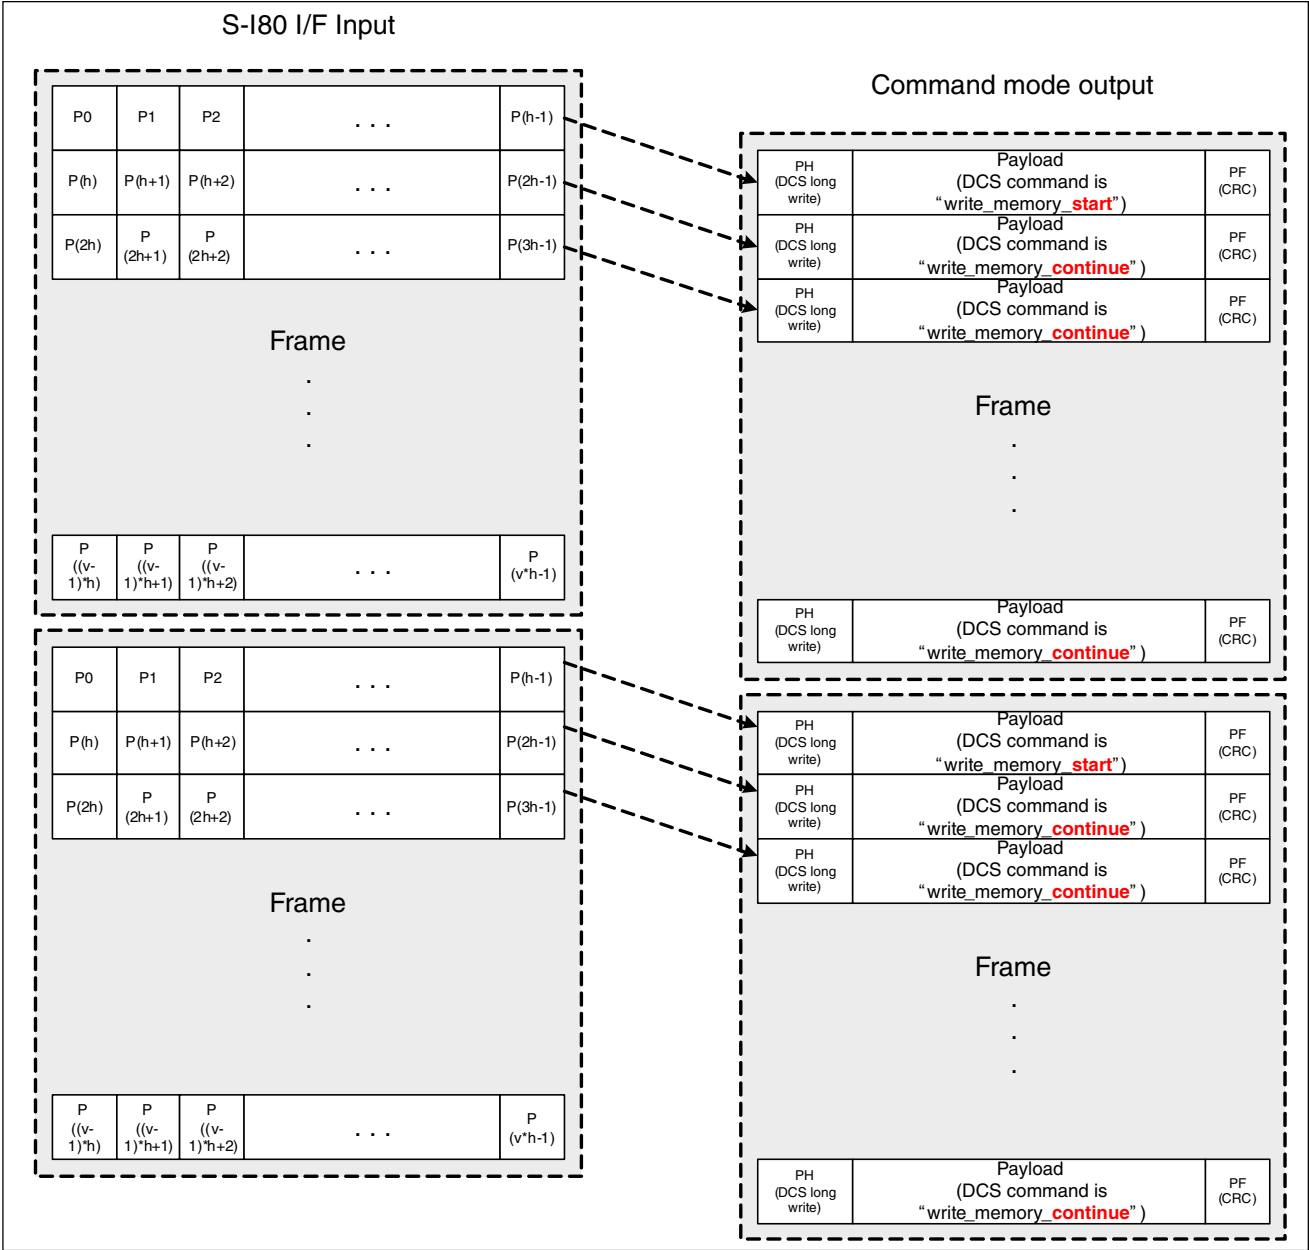 S-I80 I/F Input
Command mode output
P0 P1 P2 . . . P(h-1)
P(h) P(h+1) P(h+2) P(2h-1)
P(2h) P (2h+1) P (2h+2) . . . P(3h-1)
Frame
.
.
.
P ((v-1)*h) P ((v-1)*h+1) P ((v-1)*h+2) . . . P (v*h-1)
PH (DCS long write) Payload (DCS command is "write_memory_start") PF (CRC)
PH (DCS long write) Payload (DCS command is "write_memory_continue" ) PF (CRC)
PH (DCS long write) Payload (DCS command is "write_memory_continue" ) PF (CRC)
Frame
.
.
.
PH (DCS long write) Payload (DCS command is "write_memory_continue" ) PF (CRC)
P0 P1 P2 . . . P(h-1)
P(h) P(h+1) P(h+2) . . . P(2h-1)
P(2h) P (2h+1) P (2h+2) . . . P(3h-1)
Frame
.
.
.
P ((v-1)*h) P ((v-1)*h+1) P ((v-1)*h+2) . . . P (v*h-1)
PH (DCS long write) Payload (DCS command is "write_memory_start") PF (CRC)
PH (DCS long write) Payload (DCS command is "write_memory_continue" ) PF (CRC)
PH (DCS long write) Payload (DCS command is "write_memory_continue" ) PF (CRC)
Frame
.
.
.
PH (DCS long write) Payload (DCS command is "write_memory_continue" ) PF (CRC)